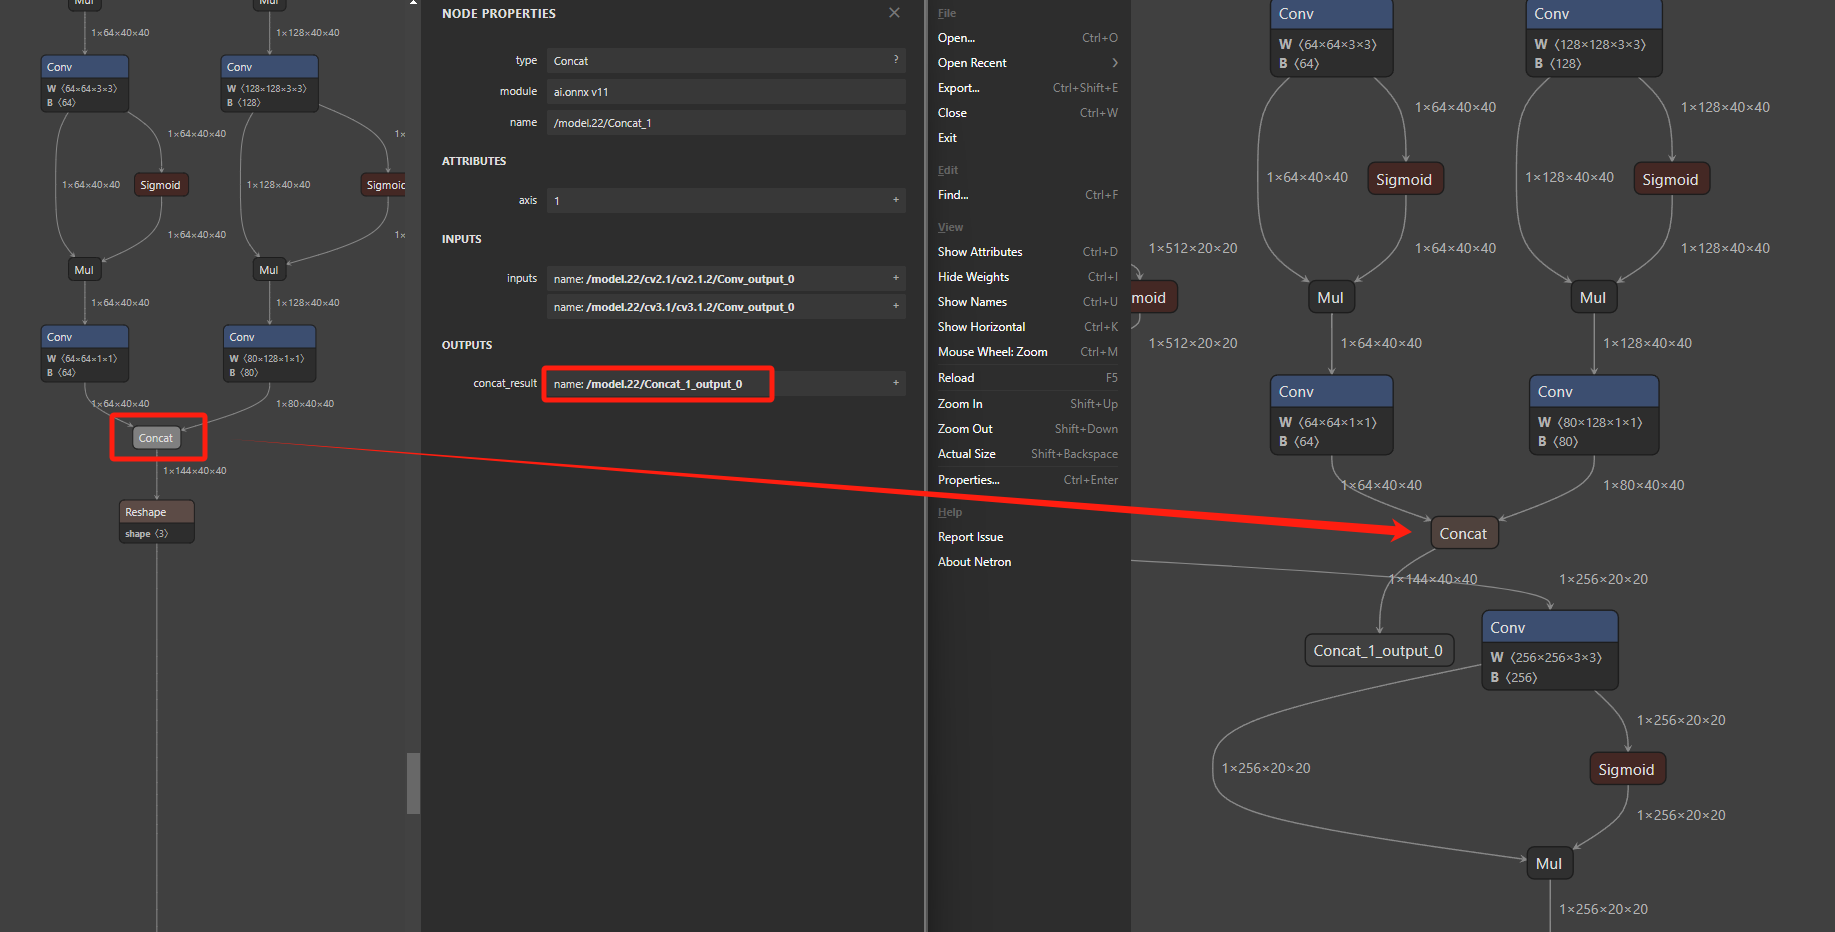 Mul
Mul
1×64×40×40
1×128×40×40
Conv
W ⟨64×64×3×3⟩
B ⟨64⟩
Conv
W ⟨128×128×3×3⟩
B ⟨128⟩
1×64×40×40
1×128×40×40
1×64×40×40
1×
Sigmoid
Sigmoid
1×64×40×40
1×
Mul
Mul
1×64×40×40
1×128×40×40
Conv
W ⟨64×64×1×1⟩
B ⟨64⟩
Conv
W ⟨80×128×1×1⟩
B ⟨80⟩
1×64×40×40
1×80×40×40
Concat
1×144×40×40
Reshape
shape ⟨3⟩
NODE PROPERTIES
type
Concat
?
module
ai.onnx v11
name
/model.22/Concat_1
ATTRIBUTES
axis
1
+
INPUTS
inputs
name: /model.22/cv2.1/cv2.1.2/Conv_output_0
+
name: /model.22/cv3.1/cv3.1.2/Conv_output_0
+
OUTPUTS
concat_result
name: /model.22/Concat_1_output_0
+
File
Open... Ctrl+O
Open Recent
Export... Ctrl+Shift+E
Close Ctrl+W
Exit
Edit
Find... Ctrl+F
View
Show Attributes Ctrl+D
Hide Weights Ctrl+I
Show Names Ctrl+U
Show Horizontal Ctrl+K
Mouse Wheel: Zoom Ctrl+M
Reload F5
Zoom In Shift+Up
Zoom Out Shift+Down
Actual Size Shift+Backspace
Properties... Ctrl+Enter
Help
Report Issue
About Netron
Conv
W ⟨64×64×3×3⟩
B ⟨64⟩
Conv
W ⟨128×128×3×3⟩
B ⟨128⟩
1×64×40×40
1×128×40×40
1×64×40×40
Sigmoid
1×128×40×40
Sigmoid
1×512×20×20
1×64×40×40
1×128×40×40
moid
Mul
Mul
1×512×20×20
1×64×40×40
1×128×40×40
Conv
W ⟨64×64×1×1⟩
B ⟨64⟩
Conv
W ⟨80×128×1×1⟩
B ⟨80⟩
1×64×40×40
1×80×40×40
Concat
1×144×40×40
1×256×20×20
Concat_1_output_0
Conv
W ⟨256×256×3×3⟩
B ⟨256⟩
1×256×20×20
1×256×20×20
Sigmoid
1×256×20×20
Mul
1×256×20×20